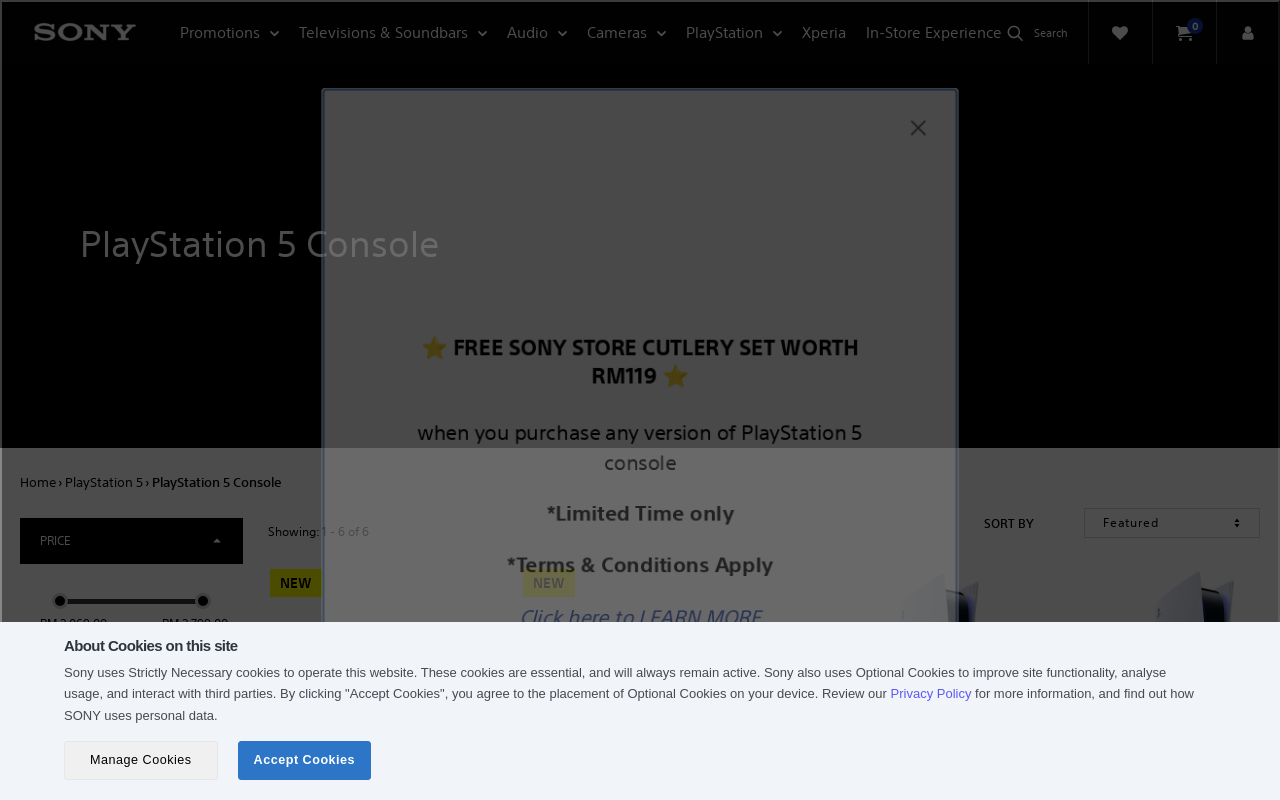 SONY
Promotions
Televisions & Soundbars
Audio
Cameras
PlayStation
Xperia
In-Store Experience
Search
0
PlayStation 5 Console
⭐ FREE SONY STORE CUTLERY SET WORTH
RM119 ⭐
when you purchase any version of PlayStation 5
console
*Limited Time only
*Terms & Conditions Apply
Click here to LEARN MORE
Home › PlayStation 5 › PlayStation 5 Console
PRICE
Showing: 1 - 6 of 6
SORT BY
Featured
NEW
NEW
About Cookies on this site
Sony uses Strictly Necessary cookies to operate this website. These cookies are essential, and will always remain active. Sony also uses Optional Cookies to improve site functionality, analyse
usage, and interact with third parties. By clicking "Accept Cookies", you agree to the placement of Optional Cookies on your device. Review our Privacy Policy for more information, and find out how
SONY uses personal data.
Manage Cookies
Accept Cookies